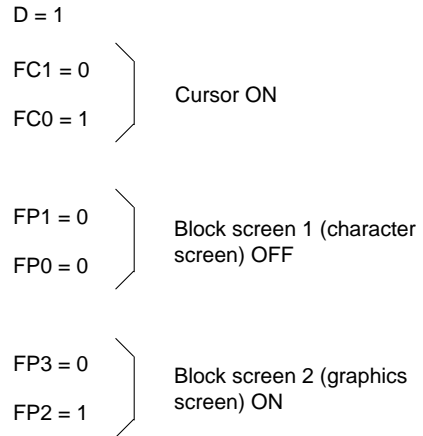 D = 1
FC1 = 0
FC0 = 1
Cursor ON
FP1 = 0
FP0 = 0
Block screen 1 (character
screen) OFF
FP3 = 0
FP2 = 1
Block screen 2 (graphics
screen) ON